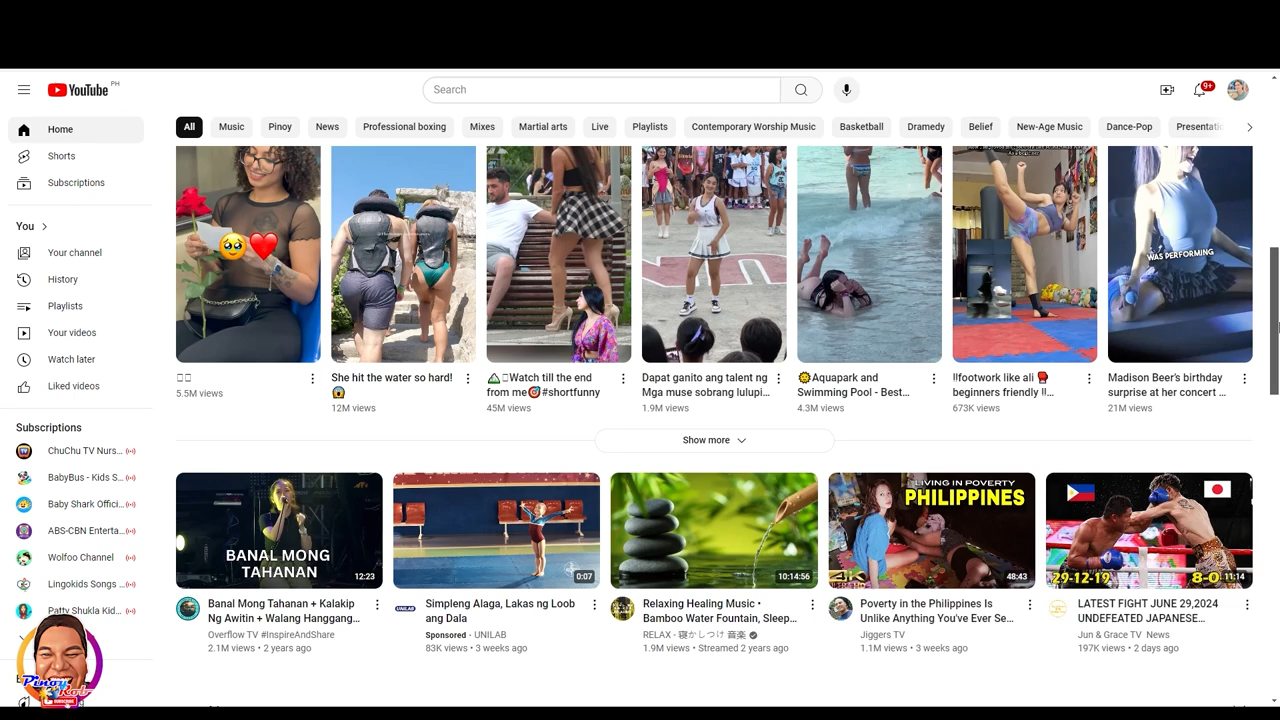 YouTube PH
Search
9+
Home
Shorts
Subscriptions
You
Your channel
History
Playlists
Your videos
Watch later
Liked videos
Subscriptions
ChuChu TV Nurs...
BabyBus - Kids S...
Baby Shark Offici...
ABS-CBN Enterta...
Wolfoo Channel
Lingokids Songs ...
Patty Shukla Kid...
Pinoy
Rob
SUBSCRIBE
All Music Pinoy News Professional boxing Mixes Martial arts Live Playlists Contemporary Worship Music Basketball Dramedy Belief New-Age Music Dance-Pop Presentatic
WAS PERFORMING
5.5M views
She hit the water so hard!
😱
12M views
Watch till the end
from me🎯#shortfunny
45M views
Dapat ganito ang talent ng
Mga muse sobrang lulupi...
1.9M views
🌞Aquapark and
Swimming Pool - Best...
4.3M views
‼footwork like ali 🥊
beginners friendly ‼...
673K views
Madison Beer's birthday
surprise at her concert ...
21M views
Show more
BANAL MONG
TAHANAN
12:23
Banal Mong Tahanan + Kalakip
Ng Awitin + Walang Hanggang...
Overflow TV #InspireAndShare
2.1M views • 2 years ago
0:07
UNILAB
Simpleng Alaga, Lakas ng Loob
ang Dala
Sponsored • UNILAB
83K views • 3 weeks ago
10:14:56
Relaxing Healing Music •
Bamboo Water Fountain, Sleep...
RELAX - 寝かしつけ 音楽
1.9M views • Streamed 2 years ago
LIVING IN POVERTY
PHILIPPINES
4K
48:43
Poverty in the Philippines Is
Unlike Anything You've Ever Se...
Jiggers TV
1.1M views • 3 weeks ago
29-12-19
8-0
11:14
LATEST FIGHT JUNE 29,2024
UNDEFEATED JAPANESE...
Jun & Grace TV News
197K views • 2 days ago